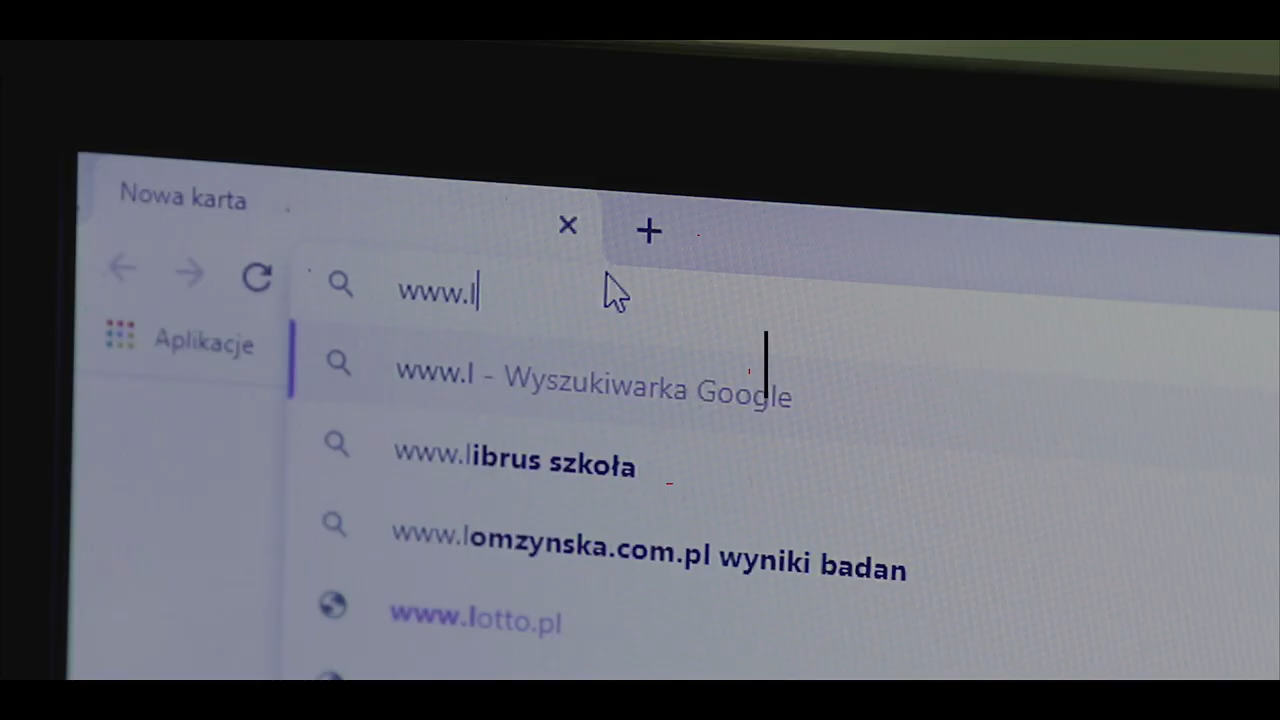 Nowa karta
www.l
Aplikacje
www.l - Wyszukiwarka Google
www.librus szkoła
www.lomzynska.com.pl wyniki badan
www.lotto.pl